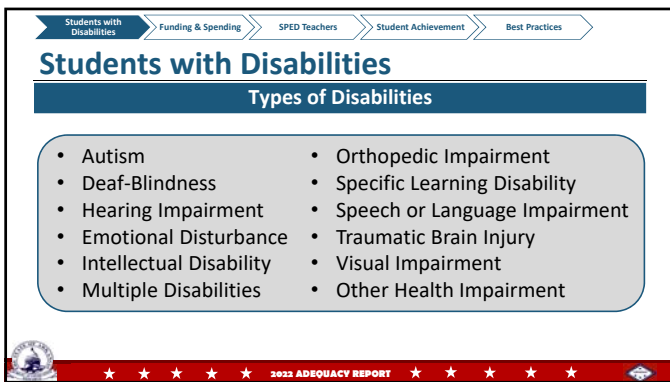 Students with
Disabilities
Funding & Spending
SPED Teachers
Student Achievement
Best Practices
Students with Disabilities
Types of Disabilities
• Autism
• Deaf-Blindness
• Hearing Impairment
• Emotional Disturbance
• Intellectual Disability
• Multiple Disabilities
• Orthopedic Impairment
• Specific Learning Disability
• Speech or Language Impairment
• Traumatic Brain Injury
• Visual Impairment
• Other Health Impairment
2022 ADEQUACY REPORT